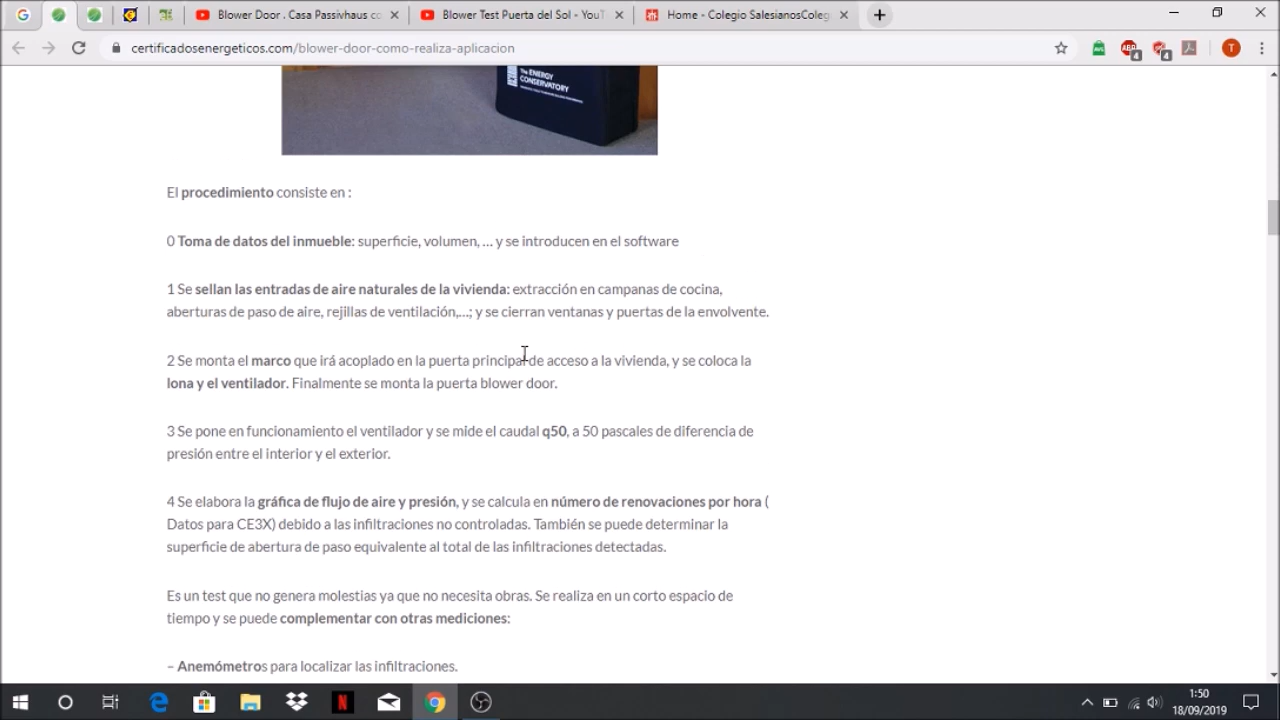 Blower Door . Casa Passivhaus co
Blower Test Puerta del Sol - YouT
Home - Colegio SalesianosColeg
certificadosenergeticos.com/blower-door-como-realiza-aplicacion
The ENERGY
CONSERVATORY
El procedimiento consiste en :
0 Toma de datos del inmueble: superficie, volumen, ... y se introducen en el software
1 Se sellan las entradas de aire naturales de la vivienda: extracción en campanas de cocina,
aberturas de paso de aire, rejillas de ventilación,...; y se cierran ventanas y puertas de la envolvente.
2 Se monta el marco que irá acoplado en la puerta principal de acceso a la vivienda, y se coloca la
lona y el ventilador. Finalmente se monta la puerta blower door.
3 Se pone en funcionamiento el ventilador y se mide el caudal q50, a 50 pascales de diferencia de
presión entre el interior y el exterior.
4 Se elabora la gráfica de flujo de aire y presión, y se calcula en número de renovaciones por hora (
Datos para CE3X) debido a las infiltraciones no controladas. También se puede determinar la
superficie de abertura de paso equivalente al total de las infiltraciones detectadas.
Es un test que no genera molestias ya que no necesita obras. Se realiza en un corto espacio de
tiempo y se puede complementar con otras mediciones:
– Anemómetros para localizar las infiltraciones.
1:50
18/09/2019